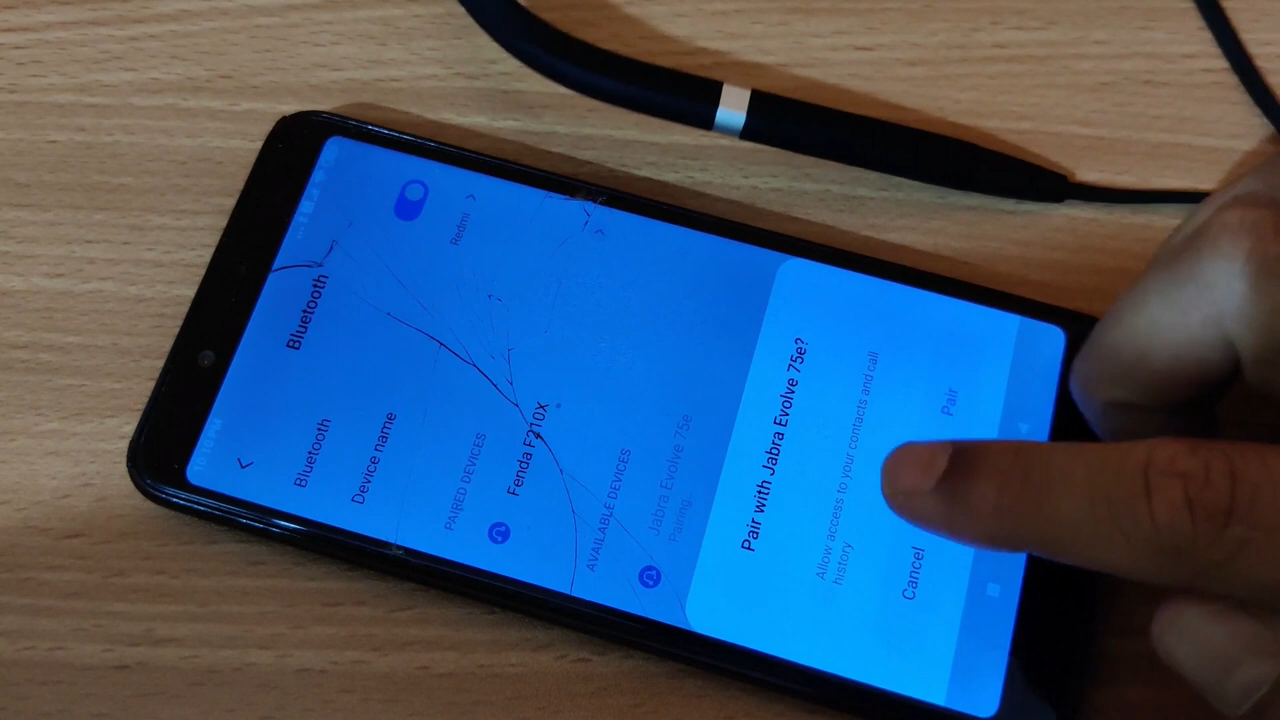 Bluetooth
Bluetooth
Device name
Redmi
PAIRED DEVICES
Fenda F210X
AVAILABLE DEVICES
Jabra Evolve 75e
Pairing...
Pair with Jabra Evolve 75e?
Allow access to your contacts and call
history
Cancel
Pair